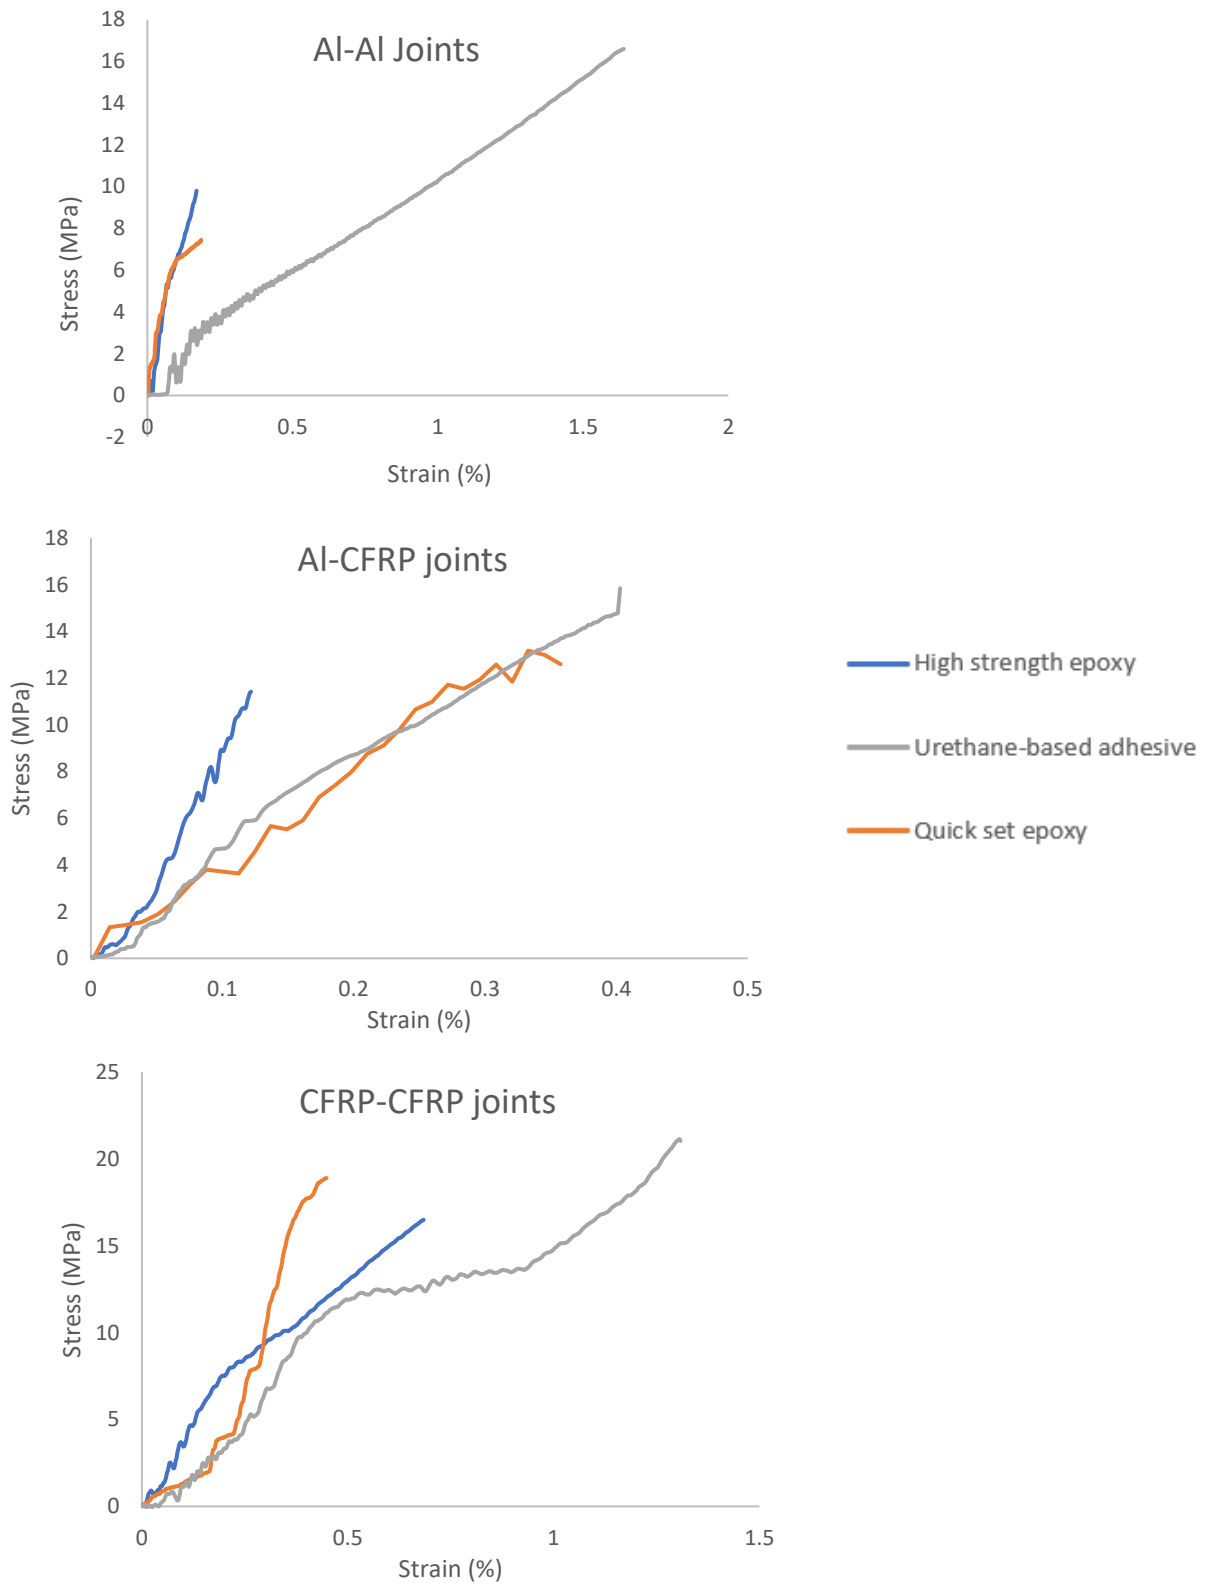 18
Al-Al Joints
16
14
12
10
8
6
4
2
0
-2
Stress (MPa)
0 0.5 1 1.5 2
Strain (%)
18
Al-CFRP joints
16
14
12
10
8
6
4
2
0
Stress (MPa)
0 0.1 0.2 0.3 0.4 0.5
Strain (%)
High strength epoxy
Urethane-based adhesive
Quick set epoxy
25
CFRP-CFRP joints
20
15
10
5
0
Stress (MPa)
0 0.5 1 1.5
Strain (%)